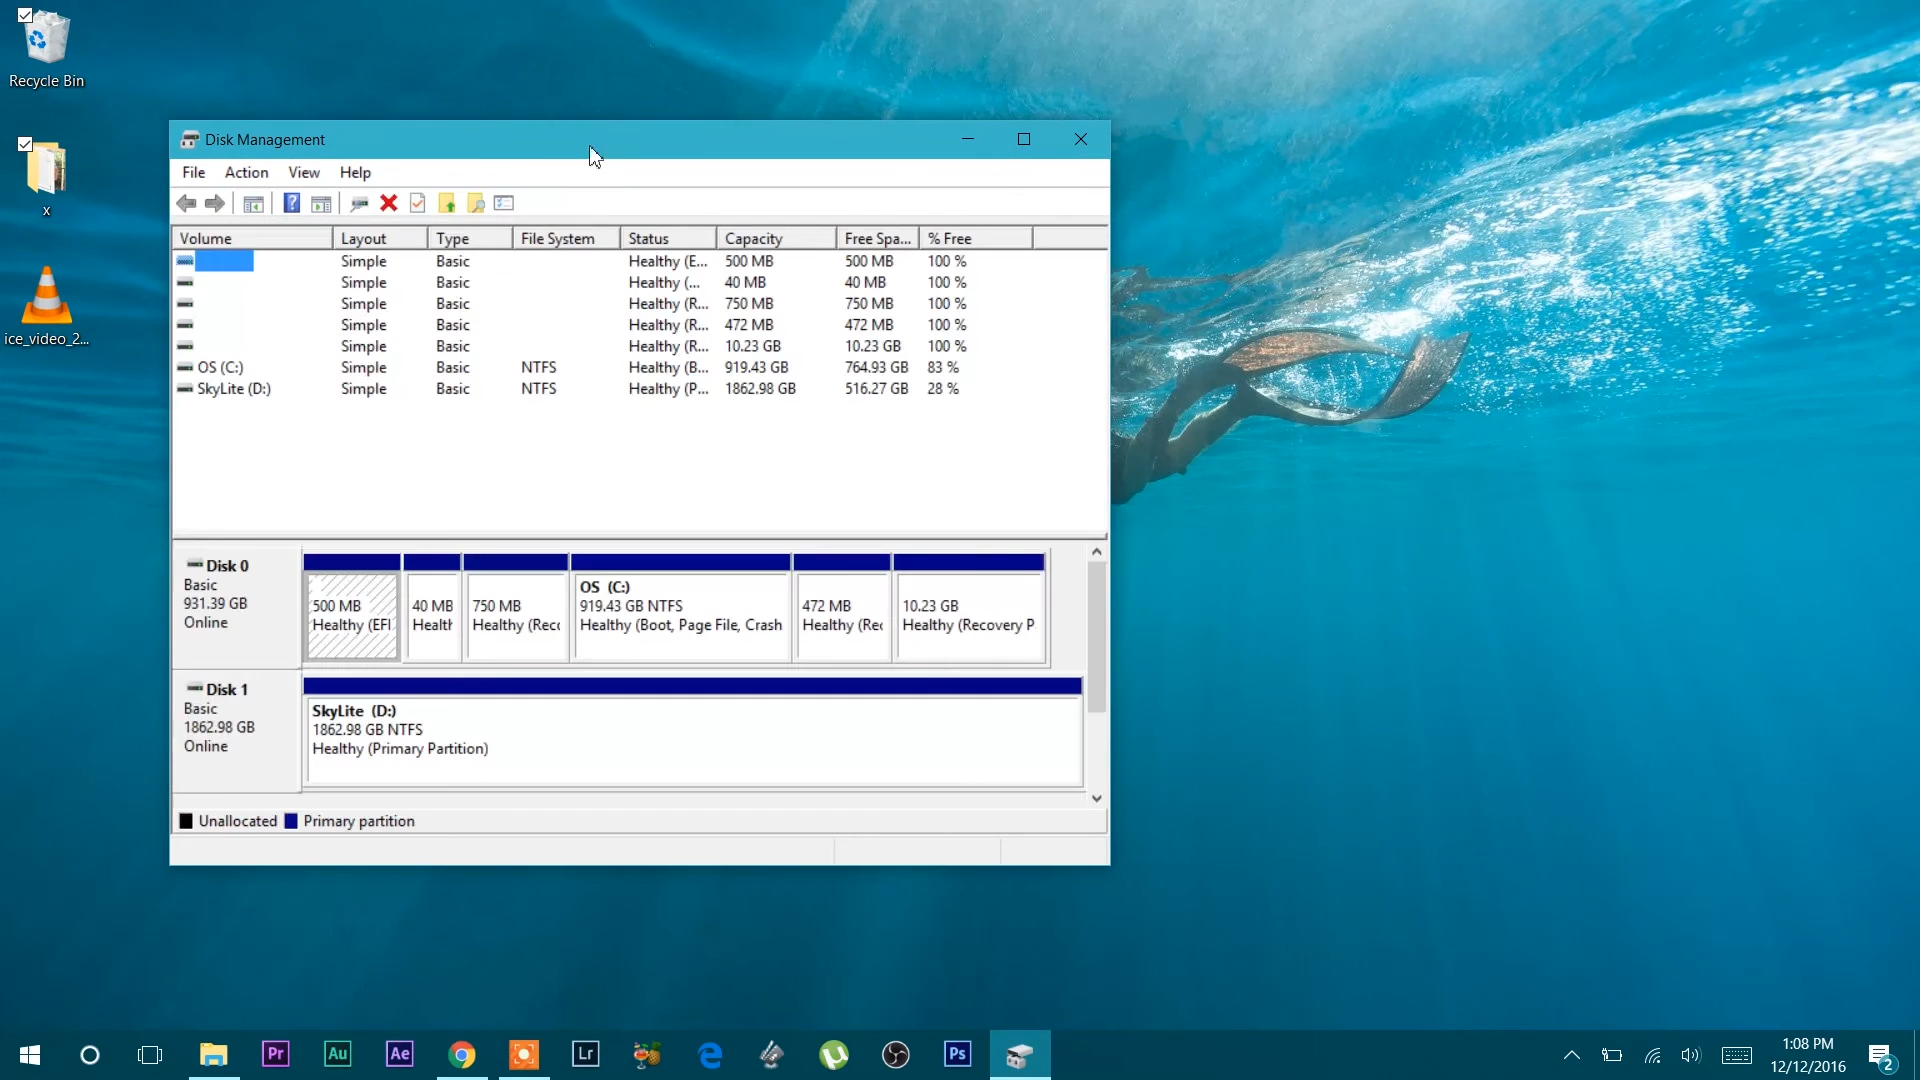 Recycle Bin
x
ice_video_2...
Disk Management
File Action View Help
Volume Layout Type File System Status Capacity Free Spa... % Free
Simple Basic Healthy (E... 500 MB 500 MB 100 %
Simple Basic Healthy (... 40 MB 40 MB 100 %
Simple Basic Healthy (R... 750 MB 750 MB 100 %
Simple Basic Healthy (R... 472 MB 472 MB 100 %
Simple Basic Healthy (R... 10.23 GB 10.23 GB 100 %
OS (C:) Simple Basic NTFS Healthy (B... 919.43 GB 764.93 GB 83 %
SkyLite (D:) Simple Basic NTFS Healthy (P... 1862.98 GB 516.27 GB 28 %
Disk 0
Basic
931.39 GB
Online
500 MB
Healthy (EFI
40 MB
Healt
750 MB
Healthy (Reco
OS (C:)
919.43 GB NTFS
Healthy (Boot, Page File, Crash
472 MB
Healthy (Rec
10.23 GB
Healthy (Recovery P
Disk 1
Basic
1862.98 GB
Online
SkyLite (D:)
1862.98 GB NTFS
Healthy (Primary Partition)
Unallocated Primary partition
Pr Au Ae Lr Ps
1:08 PM
12/12/2016
2